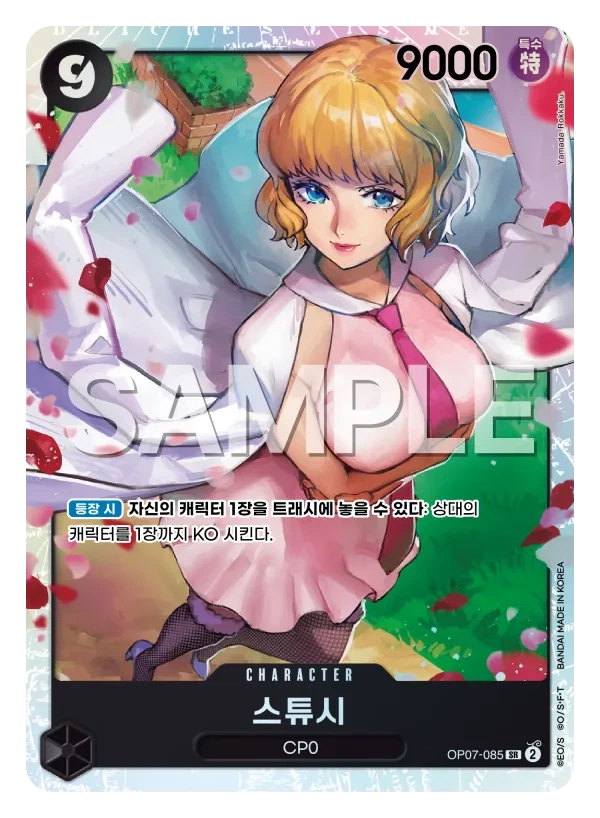 9
9000
특수
特
Yamada Rokkaku.
SAMPLE
등장 시 자신의 캐릭터 1장을 트래시에 놓을 수 있다: 상대의
캐릭터를 1장까지 KO 시킨다.
CHARACTER
스튜시
CP0
OP07-085 SR 2
©EO/S ©O/S·F·T BANDAI MADE IN KOREA